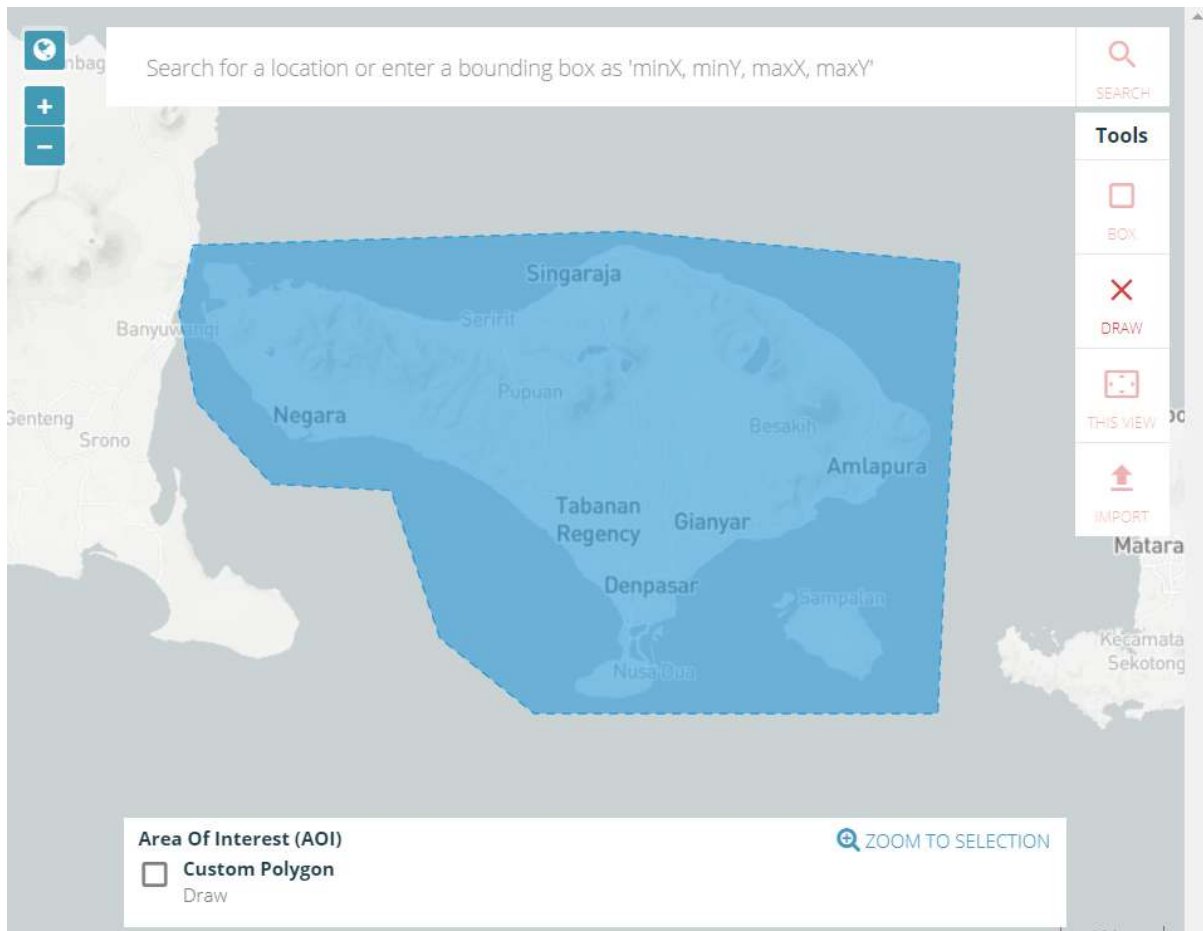 nbag
Search for a location or enter a bounding box as 'minX, minY, maxX, maxY'
SEARCH
Tools
BOX
DRAW
THIS VIEW
IMPORT
Singaraja
Seririt
Banyuwangi
Pupuan
Genteng
Negara
Besakih
Srono
Amlapura
Tabanan
Regency
Gianyar
Matara
Denpasar
Sampalan
Kecamata
Sekotong
Nusa Dua
Area Of Interest (AOI)
ZOOM TO SELECTION
Custom Polygon
Draw